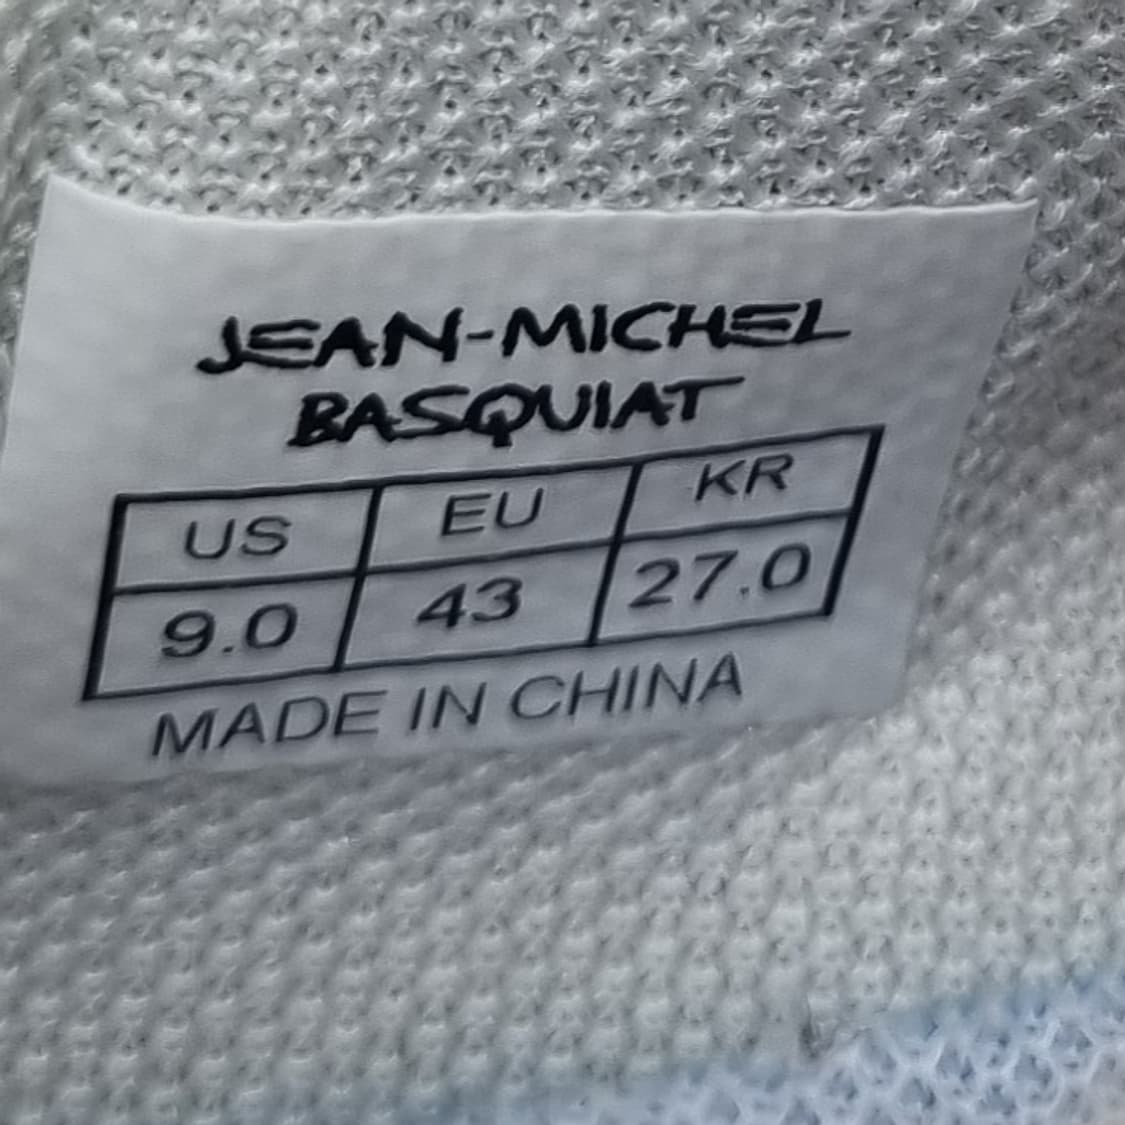 JEAN-MICHEL
BASQUIAT
US EU KR
9.0 43 27.0
MADE IN CHINA